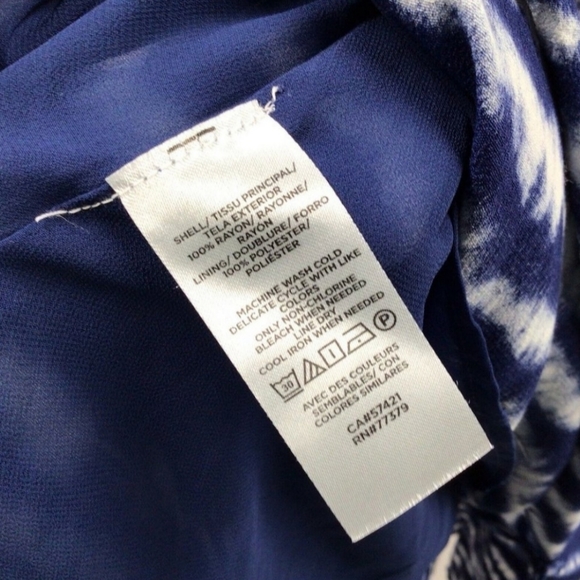 SHELL/ TISSU PRINCIPAL/
TELA EXTERIOR
100% RAYON/ RAYONNE/
RAYÓN
LINING/ DOUBLURE/ FORRO
100% POLYESTER/
POLIÉSTER
MACHINE WASH COLD
DELICATE CYCLE WITH LIKE
COLORS
ONLY NON-CHLORINE
BLEACH WHEN NEEDED
LINE DRY
COOL IRON WHEN NEEDED
30 P
AVEC DES COULEURS
SEMBLABLES/ CON
COLORES SIMILARES
CA#57421
RN#77379